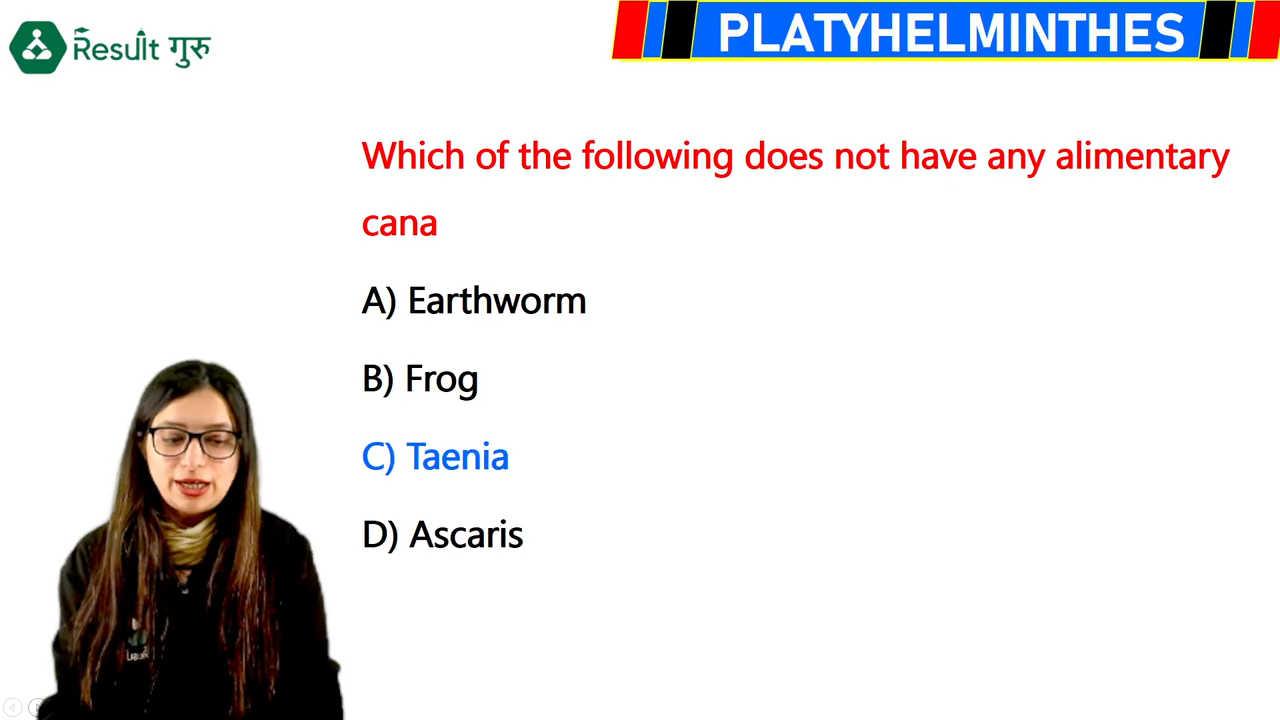 Result गुरु
PLATYHELMINTHES
Which of the following does not have any alimentary
cana
A) Earthworm
B) Frog
C) Taenia
D) Ascaris